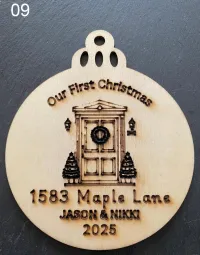 09
Our First Christmas
1583 Maple Lane
JASON & NIKKI
2025